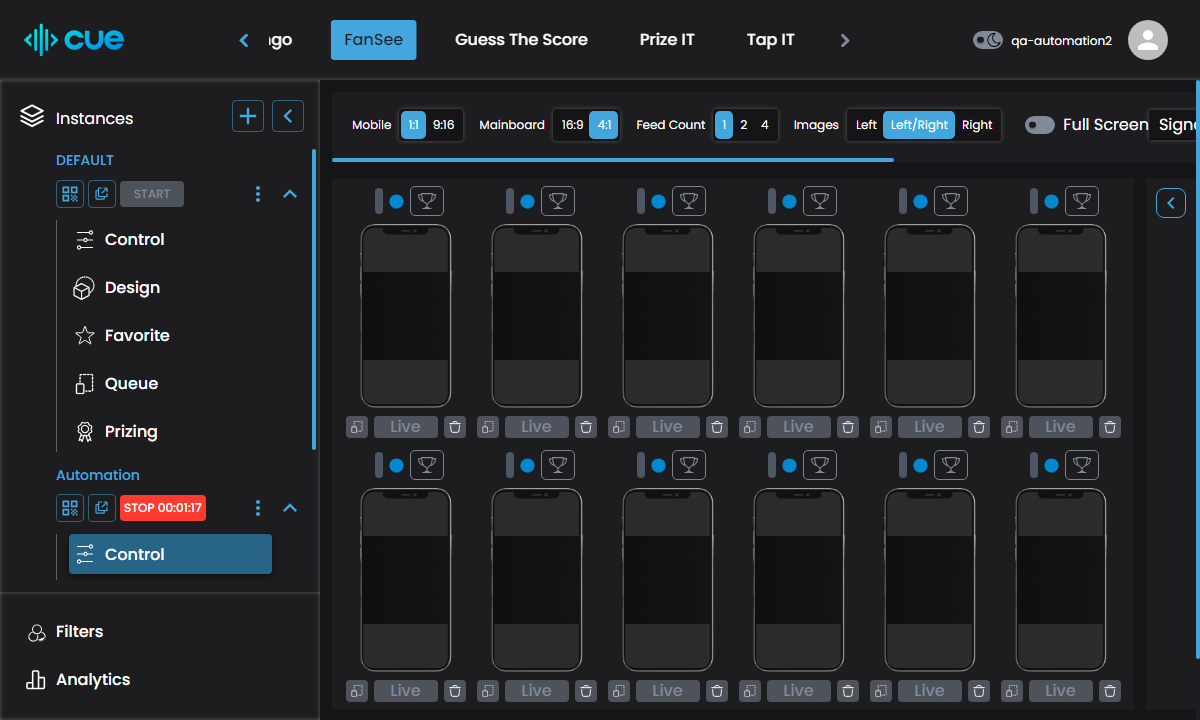 cue
FanSee
Guess The Score
Prize IT
Tap IT
qa-automation2
Instances
DEFAULT
START
Control
Design
Favorite
Queue
Prizing
Automation
STOP 00:01:17
Control
Filters
Analytics
Mobile 1:1 9:16 Mainboard 16:9 4:1 Feed Count 1 2 4 Images Left Left/Right Right Full Screen
Live Live Live Live Live Live
Live Live Live Live Live Live